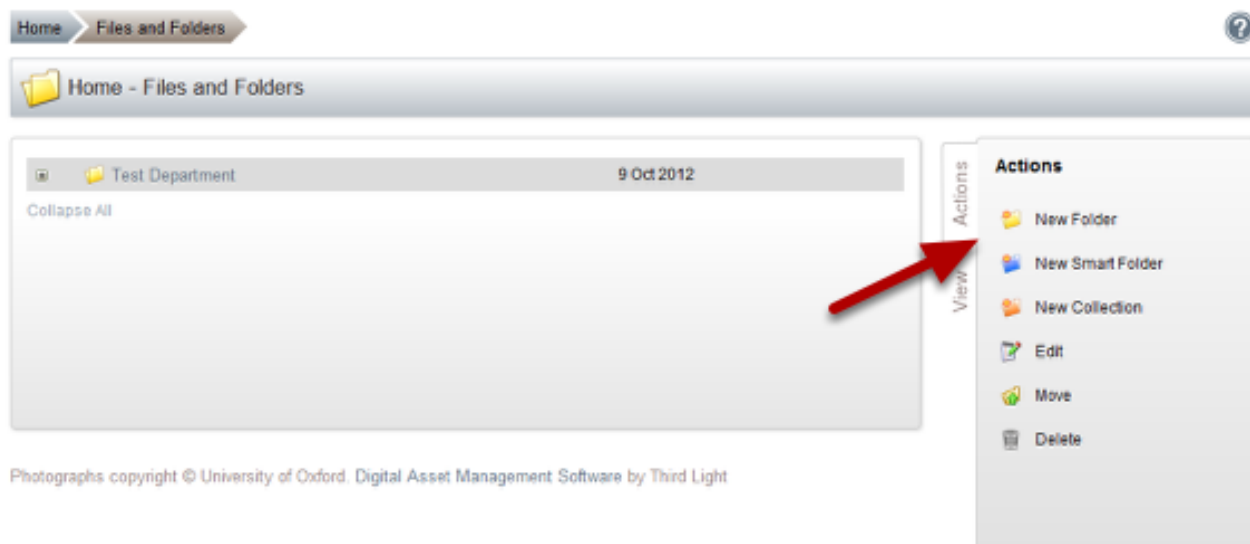 Home Files and Folders
?
Home - Files and Folders
Test Department 9 Oct 2012
Collapse All
Actions
View
Actions
New Folder
New Smart Folder
New Collection
Edit
Move
Delete
Photographs copyright © University of Oxford. Digital Asset Management Software by Third Light